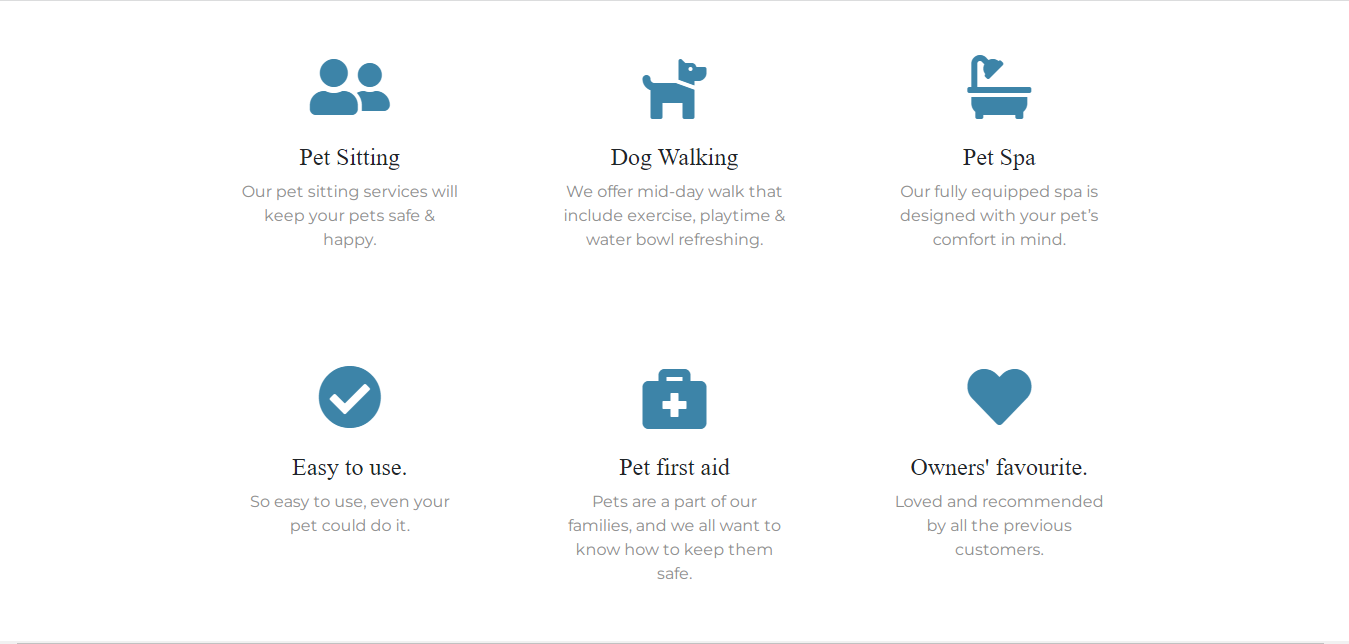 Pet Sitting
Our pet sitting services will
keep your pets safe &
happy.
Dog Walking
We offer mid-day walk that
include exercise, playtime &
water bowl refreshing.
Pet Spa
Our fully equipped spa is
designed with your pet’s
comfort in mind.
Easy to use.
So easy to use, even your
pet could do it.
Pet first aid
Pets are a part of our
families, and we all want to
know how to keep them
safe.
Owners' favourite.
Loved and recommended
by all the previous
customers.